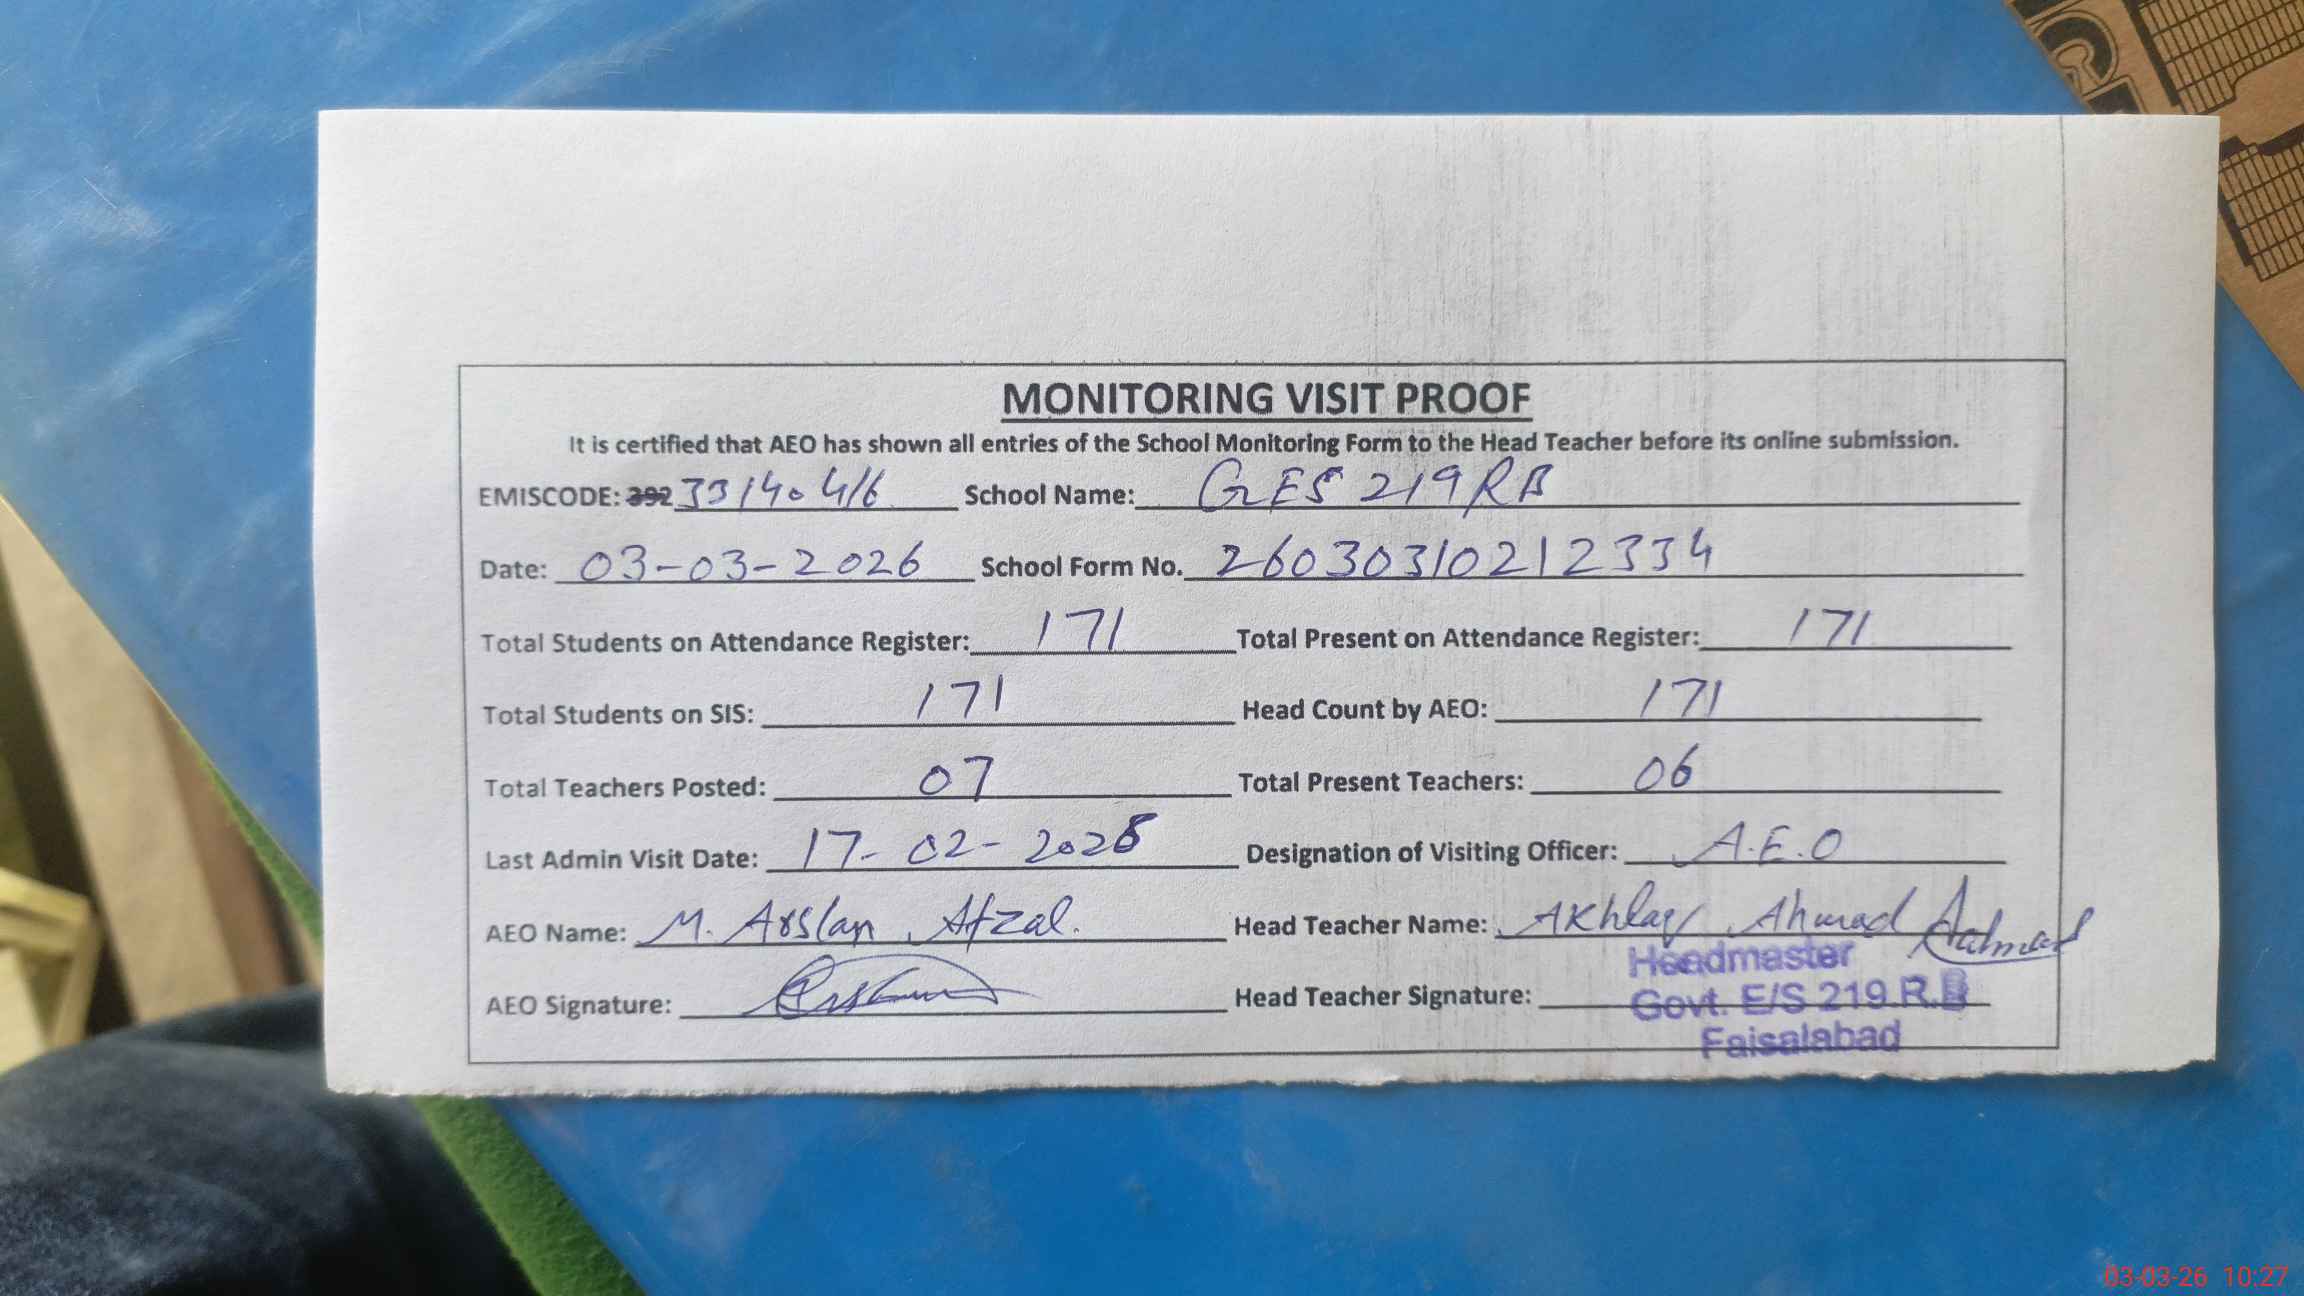 MONITORING VISIT PROOF
It is certified that AEO has shown all entries of the School Monitoring Form to the Head Teacher before its online submission.
EMISCODE: 392 33140416 School Name: GES 219 RB
Date: 03-03-2026 School Form No. 26030310212334
Total Students on Attendance Register: 171 Total Present on Attendance Register: 171
Total Students on SIS: 171 Head Count by AEO: 171
Total Teachers Posted: 07 Total Present Teachers: 06
Last Admin Visit Date: 17-02-2026 Designation of Visiting Officer: A.E.O
AEO Name: M. Arslan Afzal. Head Teacher Name: Akhlaq Ahmad
AEO Signature: Head Teacher Signature:
Headmaster
Govt. E/S 219 R.B
Faisalabad
03-03-26 10:27